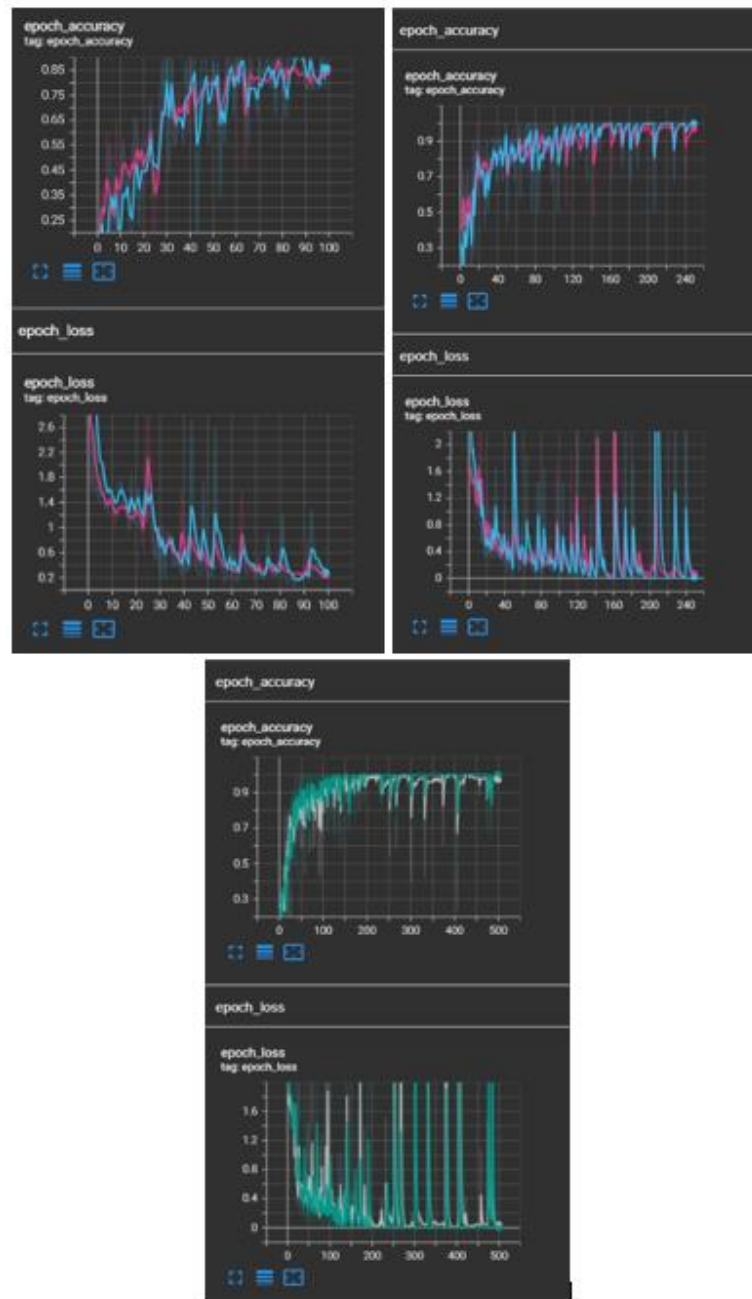 epoch_accuracy
tag: epoch_accuracy
0.85
0.75
0.65
0.55
0.45
0.35
0.25
0 10 20 30 40 50 60 70 80 90 100
epoch_loss
epoch_loss
tag: epoch_loss
2.6
2.2
1.8
1.4
1
0.6
0.2
0 10 20 30 40 50 60 70 80 90 100
epoch_accuracy
epoch_accuracy
tag: epoch_accuracy
0.9
0.7
0.5
0.3
0 40 80 120 160 200 240
epoch_loss
epoch_loss
tag: epoch_loss
2
1.6
1.2
0.8
0.4
0
0 40 80 120 160 200 240
epoch_accuracy
epoch_accuracy
tag: epoch_accuracy
0.9
0.7
0.5
0.3
0 100 200 300 400 500
epoch_loss
epoch_loss
tag: epoch_loss
1.6
1.2
0.8
0.4
0
0 100 200 300 400 500